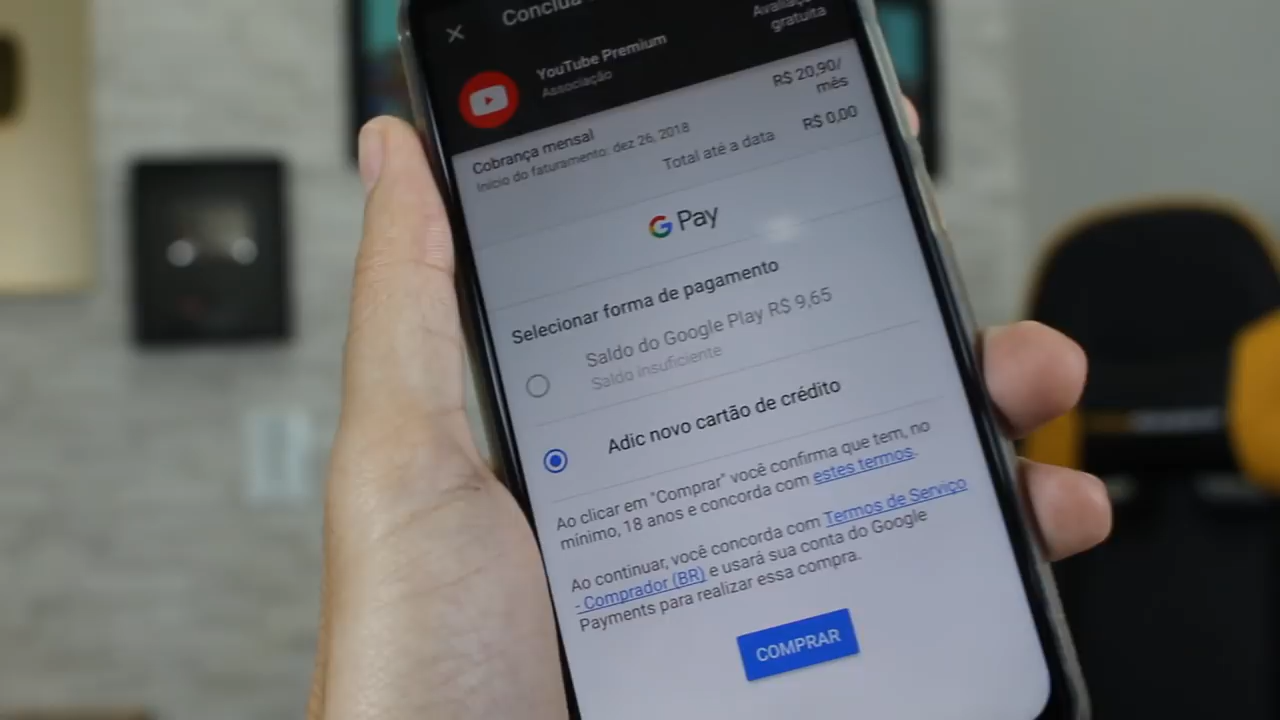 Conclua
Avaliação
gratuita
YouTube Premium
Associação
R$ 20,90/
mês
Cobrança mensal
Início do faturamento: dez 26, 2018
Total até a data
R$ 0,00
G Pay
Selecionar forma de pagamento
Saldo do Google Play R$ 9,65
Saldo insuficiente
Adic novo cartão de crédito
Ao clicar em "Comprar" você confirma que tem, no
mínimo, 18 anos e concorda com estes termos.
Ao continuar, você concorda com Termos de Serviço
- Comprador (BR) e usará sua conta do Google
Payments para realizar essa compra.
COMPRAR